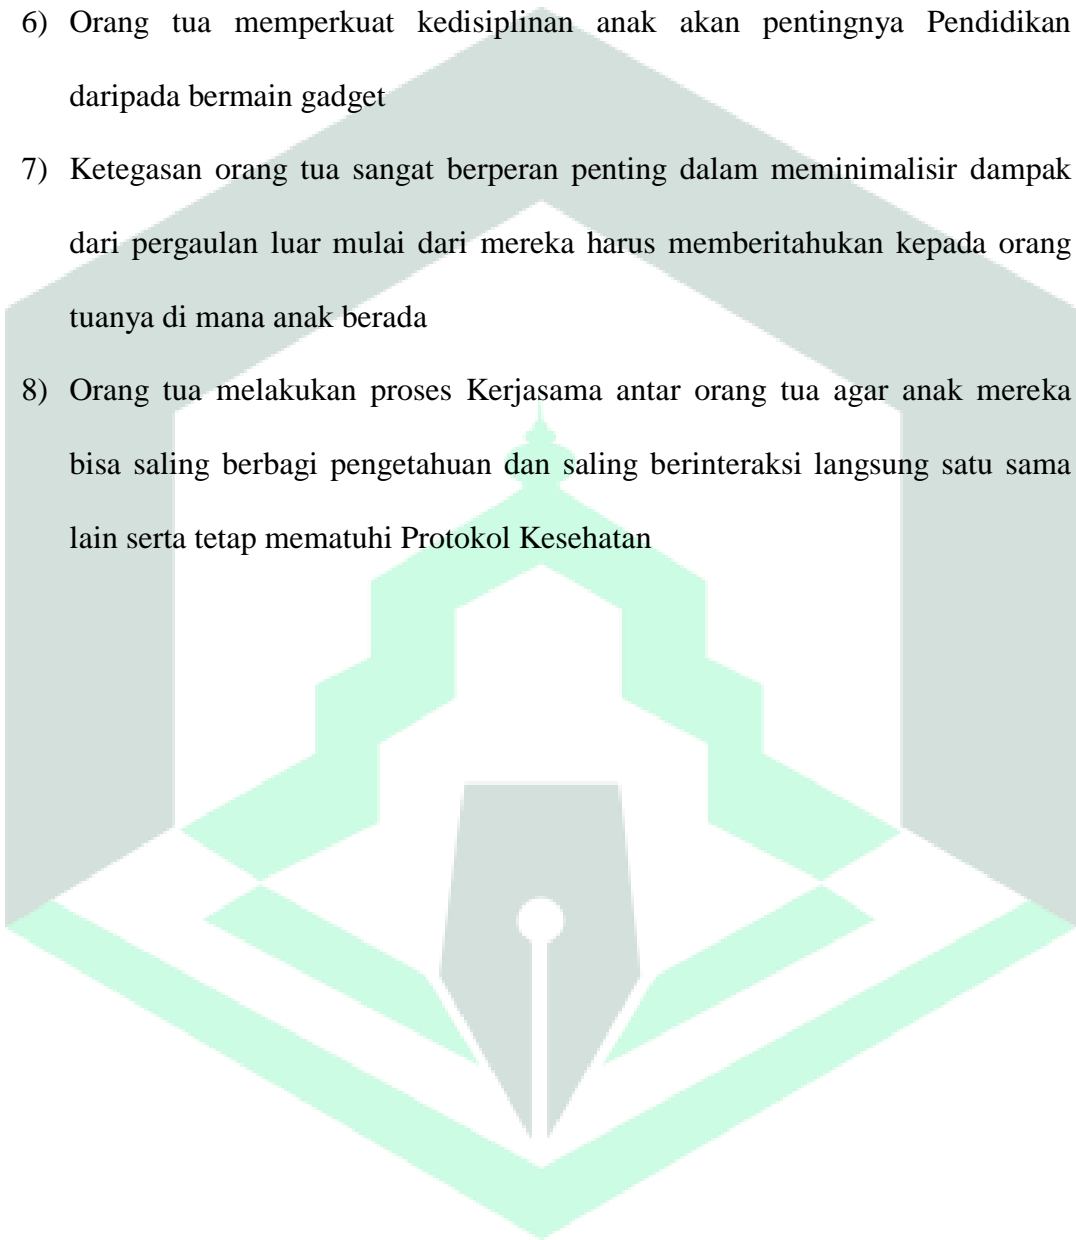 6) Orang tua memperkuat kedisiplinan anak akan pentingnya Pendidikan
daripada bermain gadget
7) Ketegasan orang tua sangat berperan penting dalam meminimalisir dampak
dari pergaulan luar mulai dari mereka harus memberitahukan kepada orang
tuanya di mana anak berada
8) Orang tua melakukan proses Kerjasama antar orang tua agar anak mereka
bisa saling berbagi pengetahuan dan saling berinteraksi langsung satu sama
lain serta tetap mematuhi Protokol Kesehatan